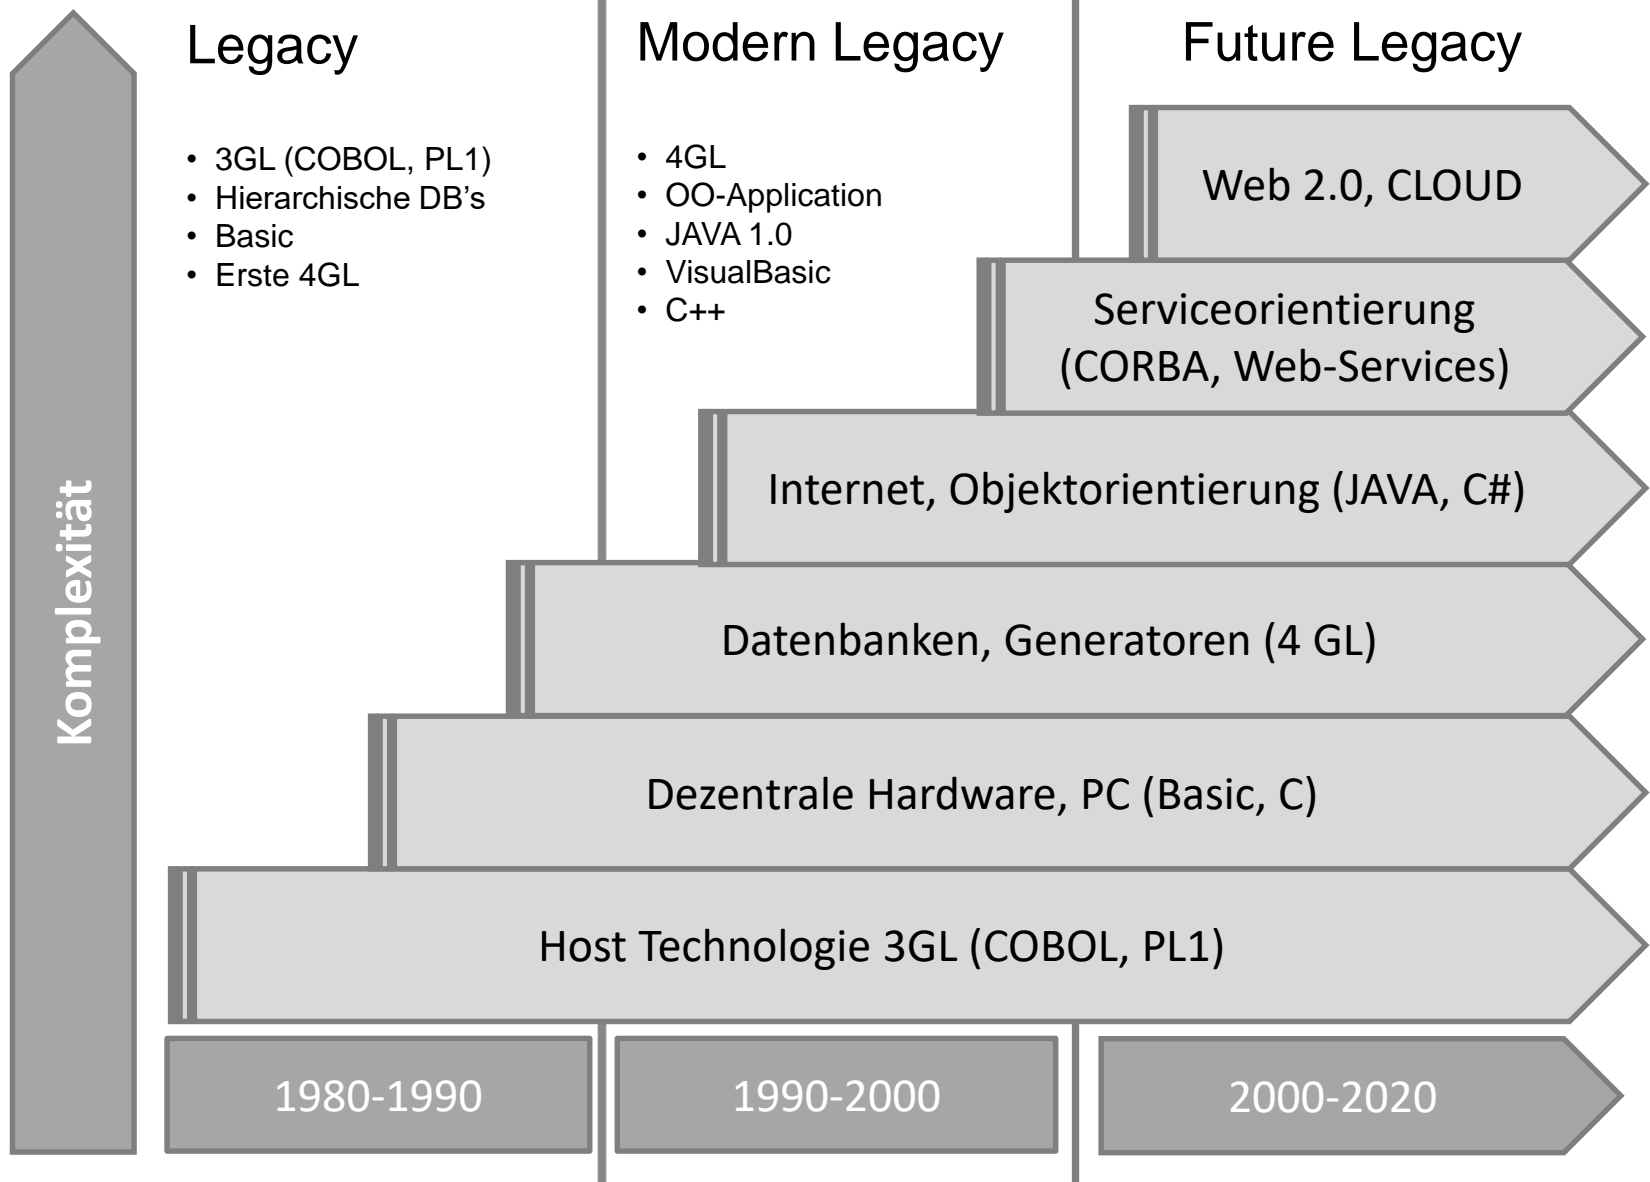 Legacy
• 3GL (COBOL, PL1)
• Hierarchische DB’s
• Basic
• Erste 4GL
Modern Legacy
• 4GL
• OO-Application
• JAVA 1.0
• VisualBasic
• C++
Future Legacy
Web 2.0, CLOUD
Serviceorientierung
(CORBA, Web-Services)
Internet, Objektorientierung (JAVA, C#)
Datenbanken, Generatoren (4 GL)
Dezentrale Hardware, PC (Basic, C)
Host Technologie 3GL (COBOL, PL1)
Komplexität
1980-1990
1990-2000
2000-2020